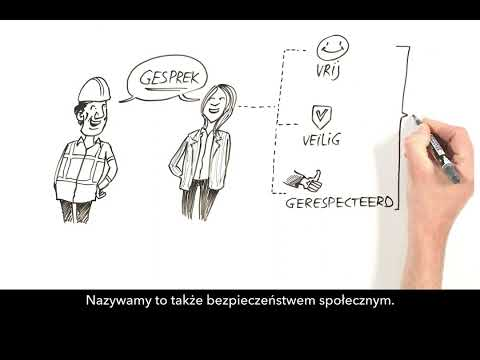 GESPREK
VRIJ
VEILIG
GERESPECTEERD
Nazywamy to także bezpieczeństwem społecznym.